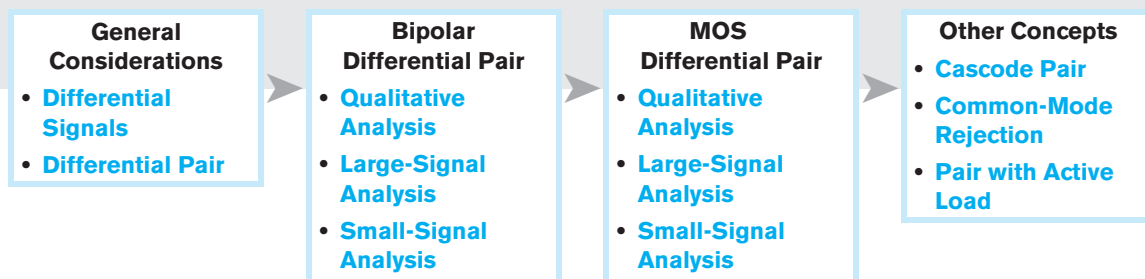 General
Considerations
• Differential
Signals
• Differential Pair
Bipolar
Differential Pair
• Qualitative
Analysis
• Large-Signal
Analysis
• Small-Signal
Analysis
MOS
Differential Pair
• Qualitative
Analysis
• Large-Signal
Analysis
• Small-Signal
Analysis
Other Concepts
• Cascode Pair
• Common-Mode
Rejection
• Pair with Active
Load